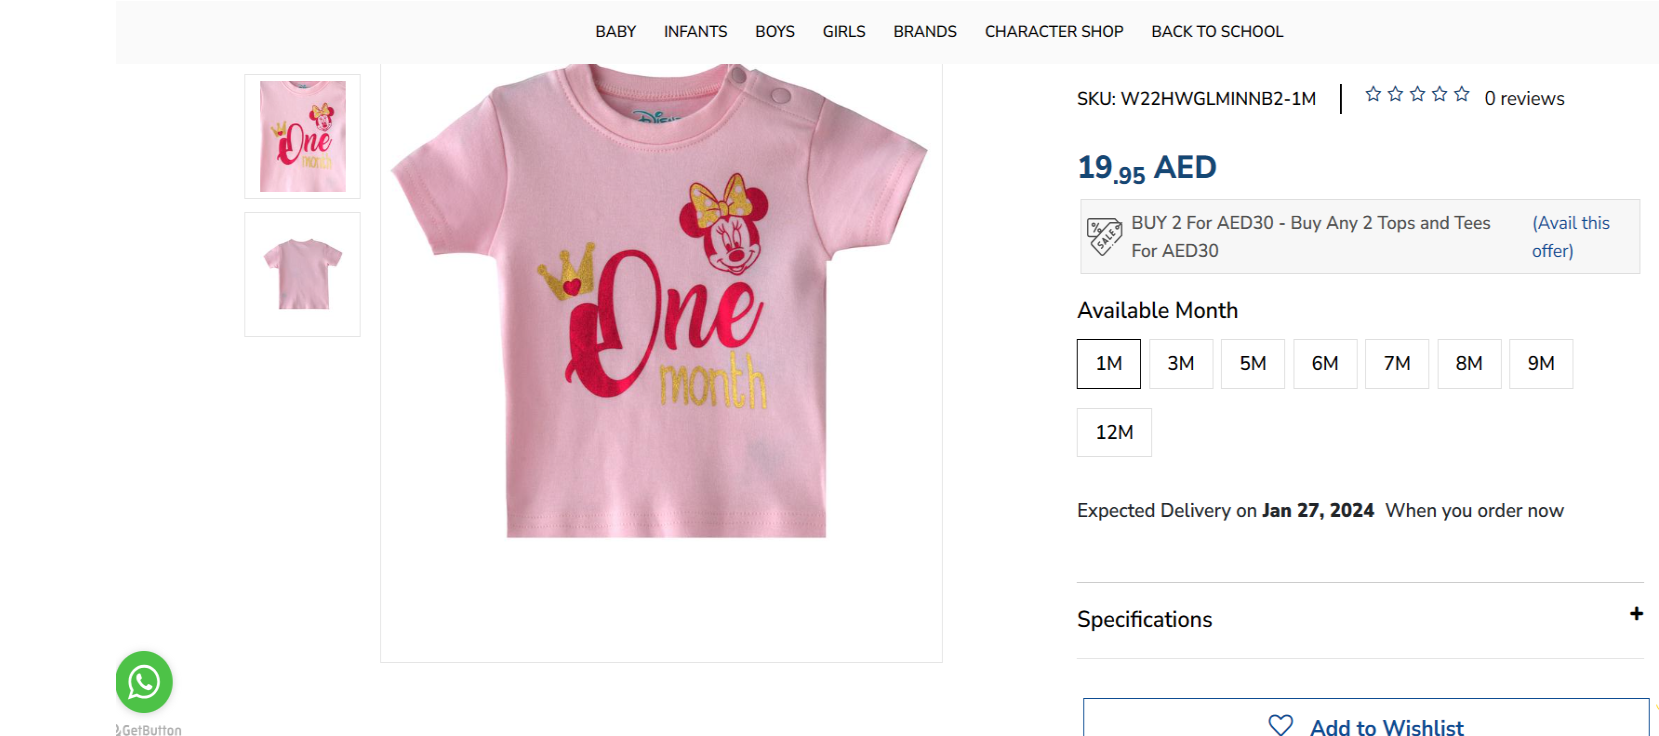 BABY INFANTS BOYS GIRLS BRANDS CHARACTER SHOP BACK TO SCHOOL
SKU: W22HWGLMINNB2-1M 0 reviews
19.95 AED
BUY 2 For AED30 - Buy Any 2 Tops and Tees
For AED30
(Avail this
offer)
Available Month
1M 3M 5M 6M 7M 8M 9M
12M
Expected Delivery on Jan 27, 2024 When you order now
Specifications
Add to Wishlist
One
month
One
month
SALE
GetButton